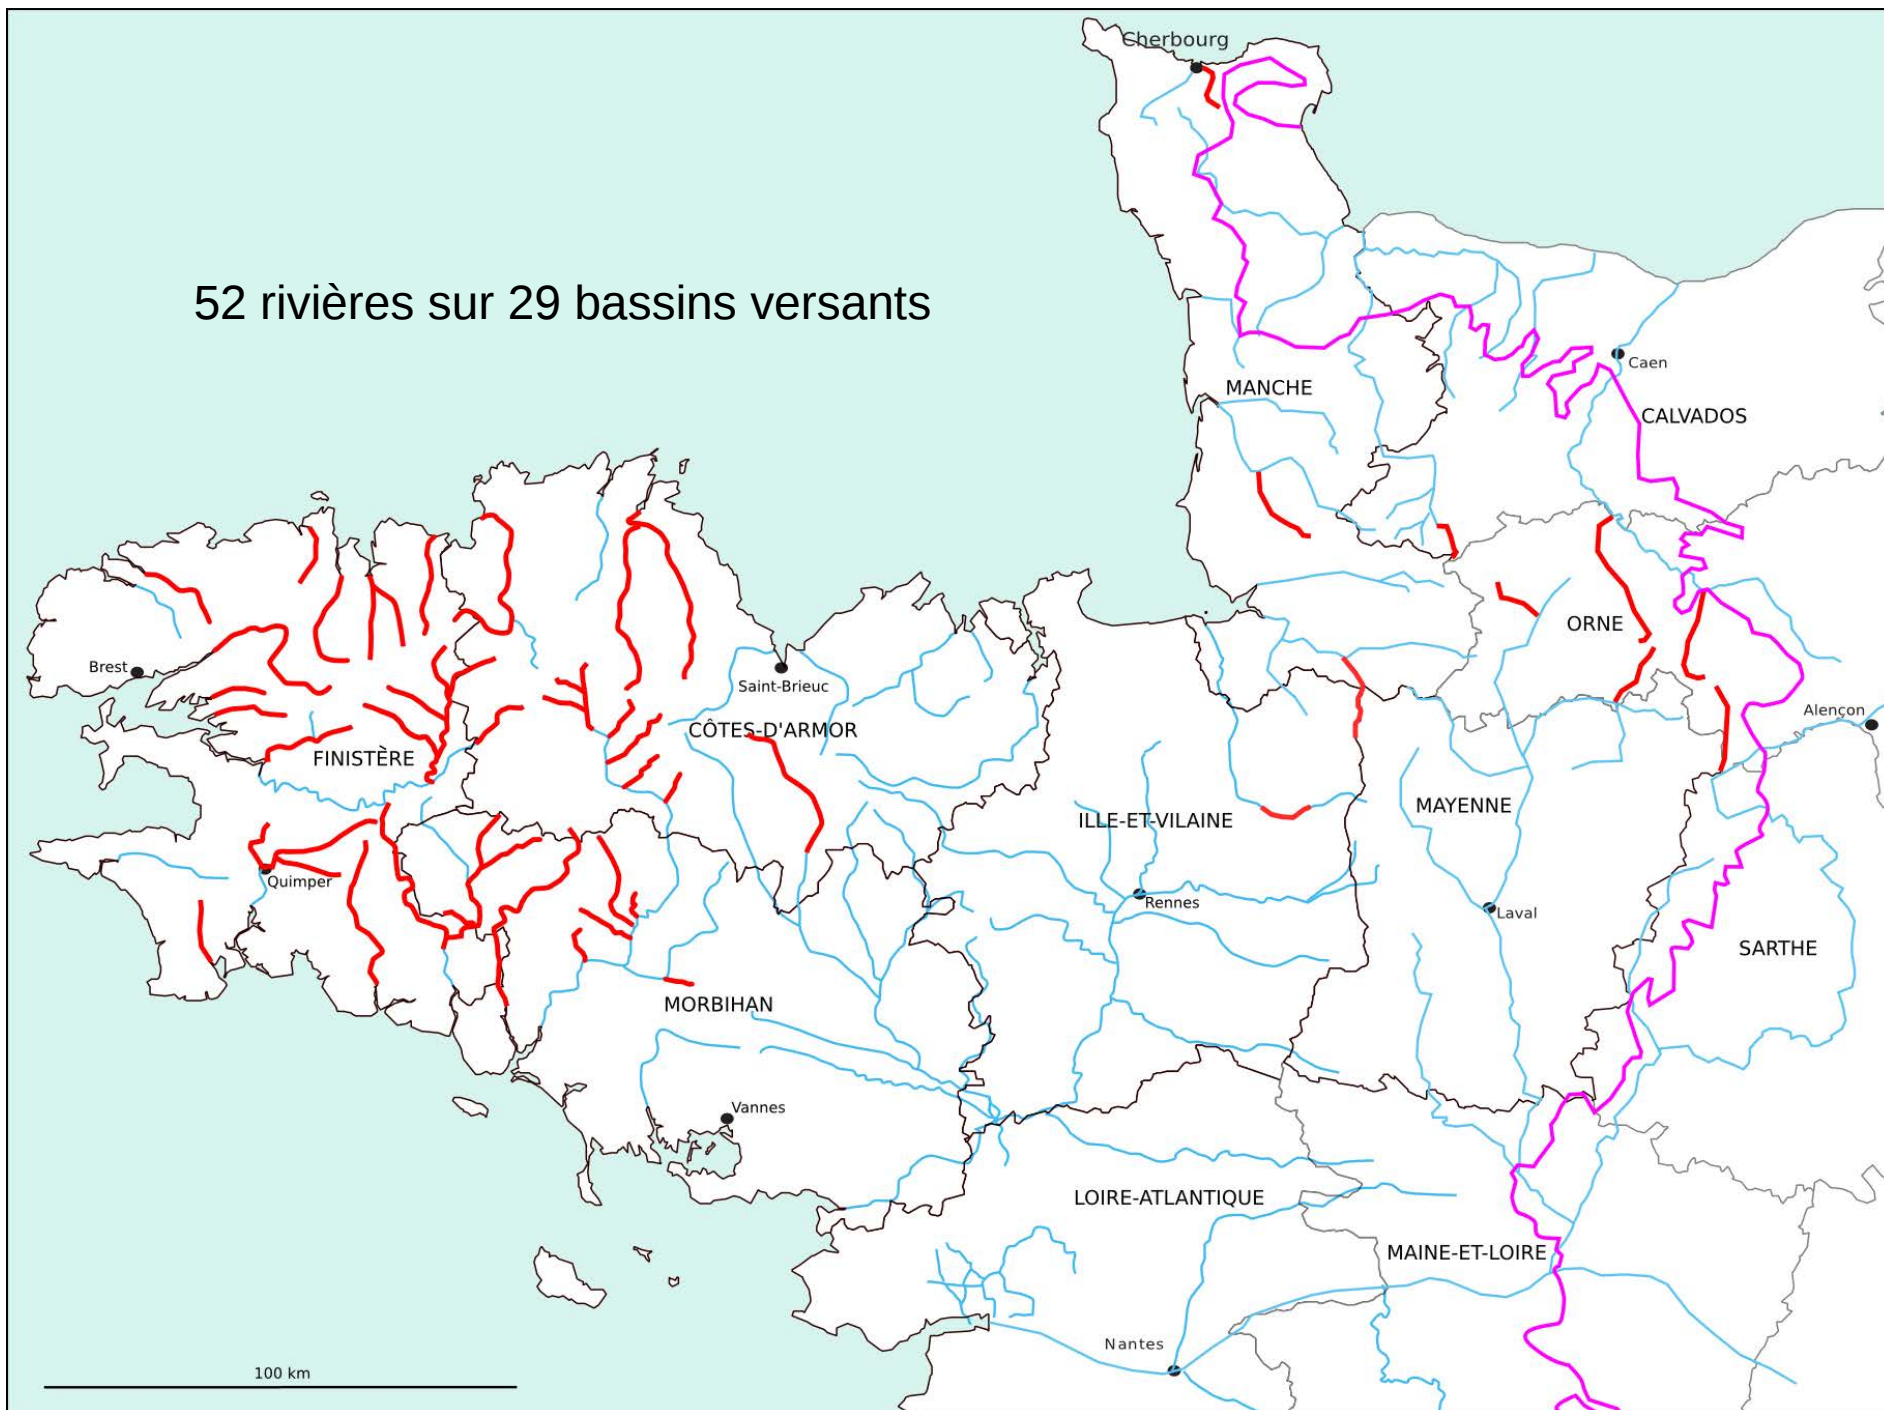 Cherbourg
52 rivières sur 29 bassins versants
Caen
MANCHE
CALVADOS
ORNE
Brest
Saint-Brieuc
Alençon
CÔTES-D'ARMOR
FINISTÈRE
MAYENNE
ILLE-ET-VILAINE
Quimper
Rennes
Laval
SARTHE
MORBIHAN
Vannes
LOIRE-ATLANTIQUE
MAINE-ET-LOIRE
Nantes
100 km